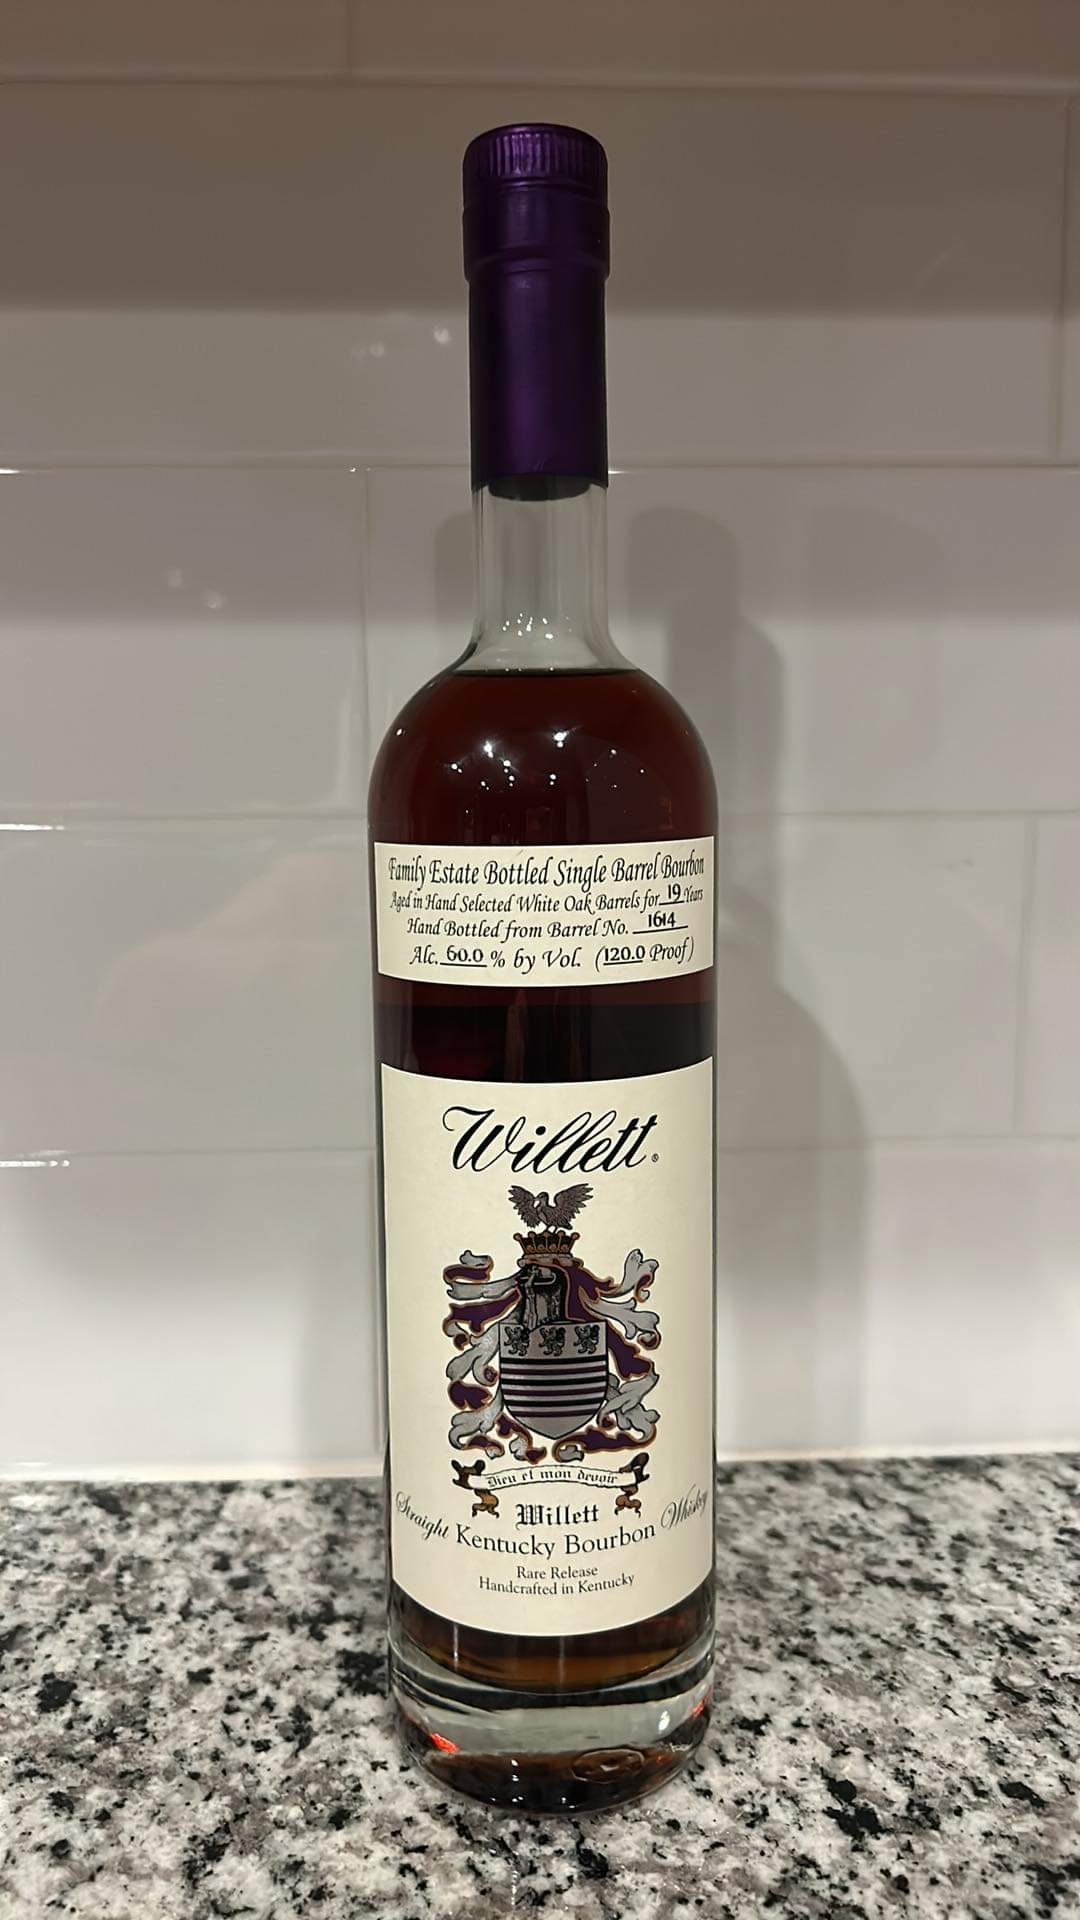 Family Estate Bottled Single Barrel Bourbon
Aged in Hand Selected White Oak Barrels for 19 Years
Hand Bottled from Barrel No. 1614
Alc. 60.0 % by Vol. (120.0 Proof)
Willett®
Dieu et mon devoir
Willett
Straight Kentucky Bourbon Whiskey
Rare Release
Handcrafted in Kentucky